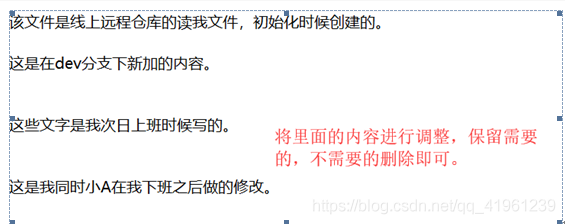 该文件是线上远程仓库的读我文件，初始化时候创建的。
这是在dev分支下新加的内容。
这些文字是我次日上班时候写的。
将里面的内容进行调整，保留需要
的，不需要的删除即可。
这是我同时小A在我下班之后做的修改。
https://blog.csdn.net/qq_41961239